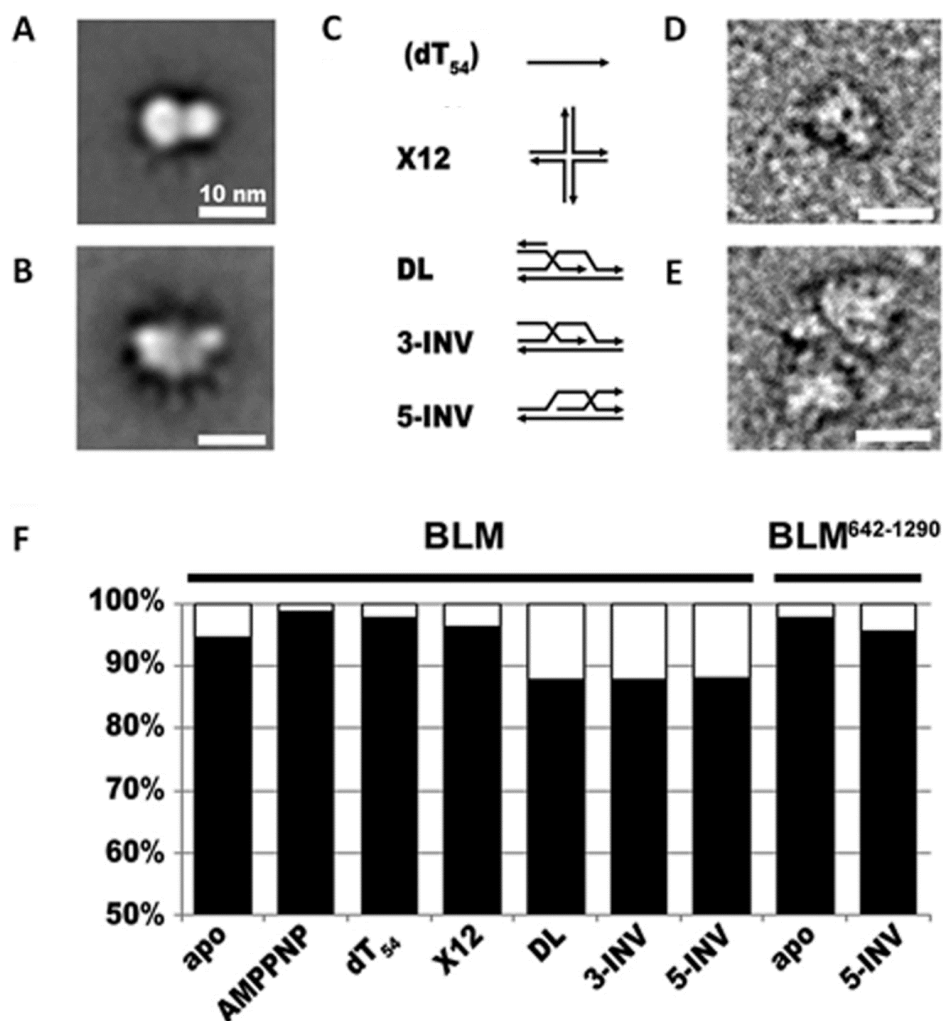 A
C
D
10 nm
(dT54)
X12
B
DL
E
3-INV
5-INV
F
BLM
BLM642-1290
100%
90%
80%
70%
60%
50%
apo
AMPPNP
dT54
X12
DL
3-INV
5-INV
apo
5-INV